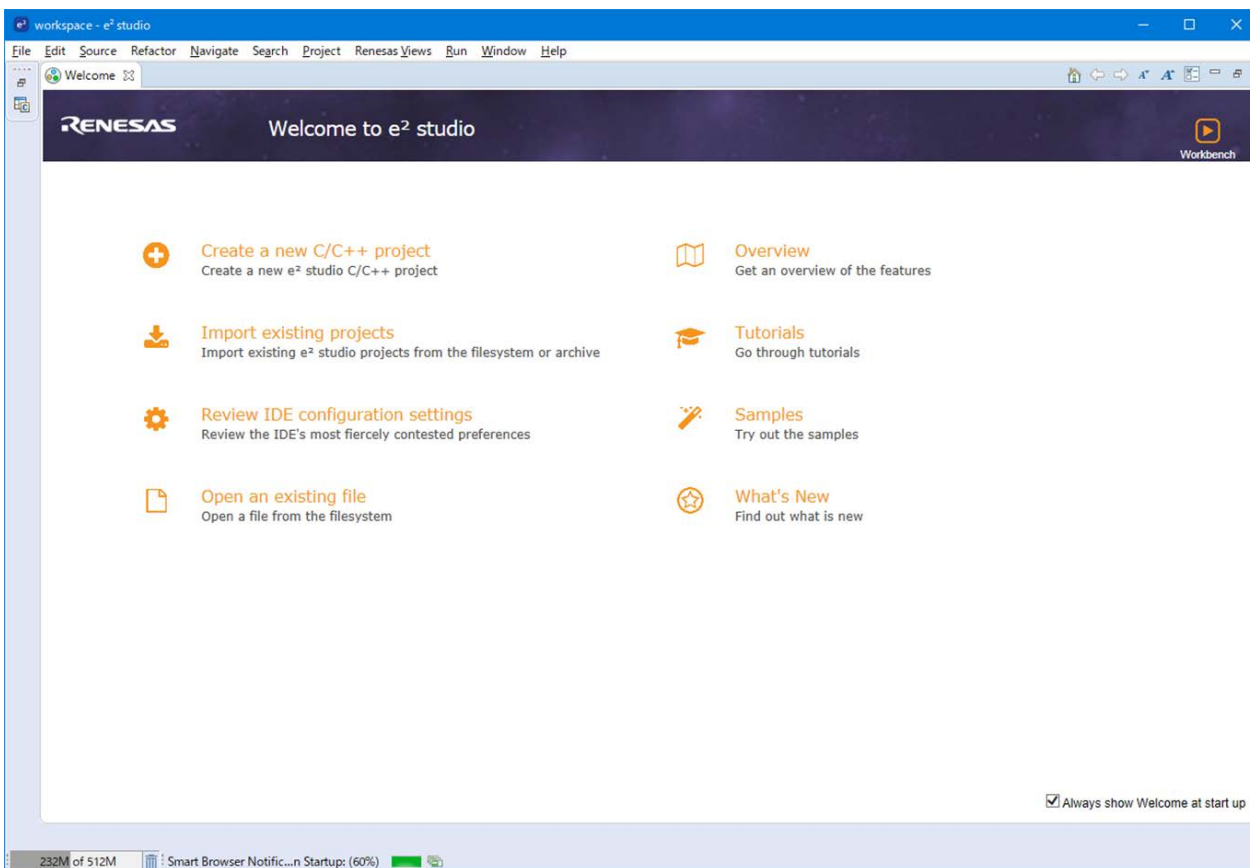 e² workspace - e² studio
File Edit Source Refactor Navigate Search Project Renesas Views Run Window Help
Welcome
RENESAS Welcome to e² studio
Workbench
Create a new C/C++ project
Create a new e² studio C/C++ project
Overview
Get an overview of the features
Import existing projects
Import existing e² studio projects from the filesystem or archive
Tutorials
Go through tutorials
Review IDE configuration settings
Review the IDE's most fiercely contested preferences
Samples
Try out the samples
Open an existing file
Open a file from the filesystem
What's New
Find out what is new
Always show Welcome at start up
232M of 512M Smart Browser Notific...n Startup: (60%)